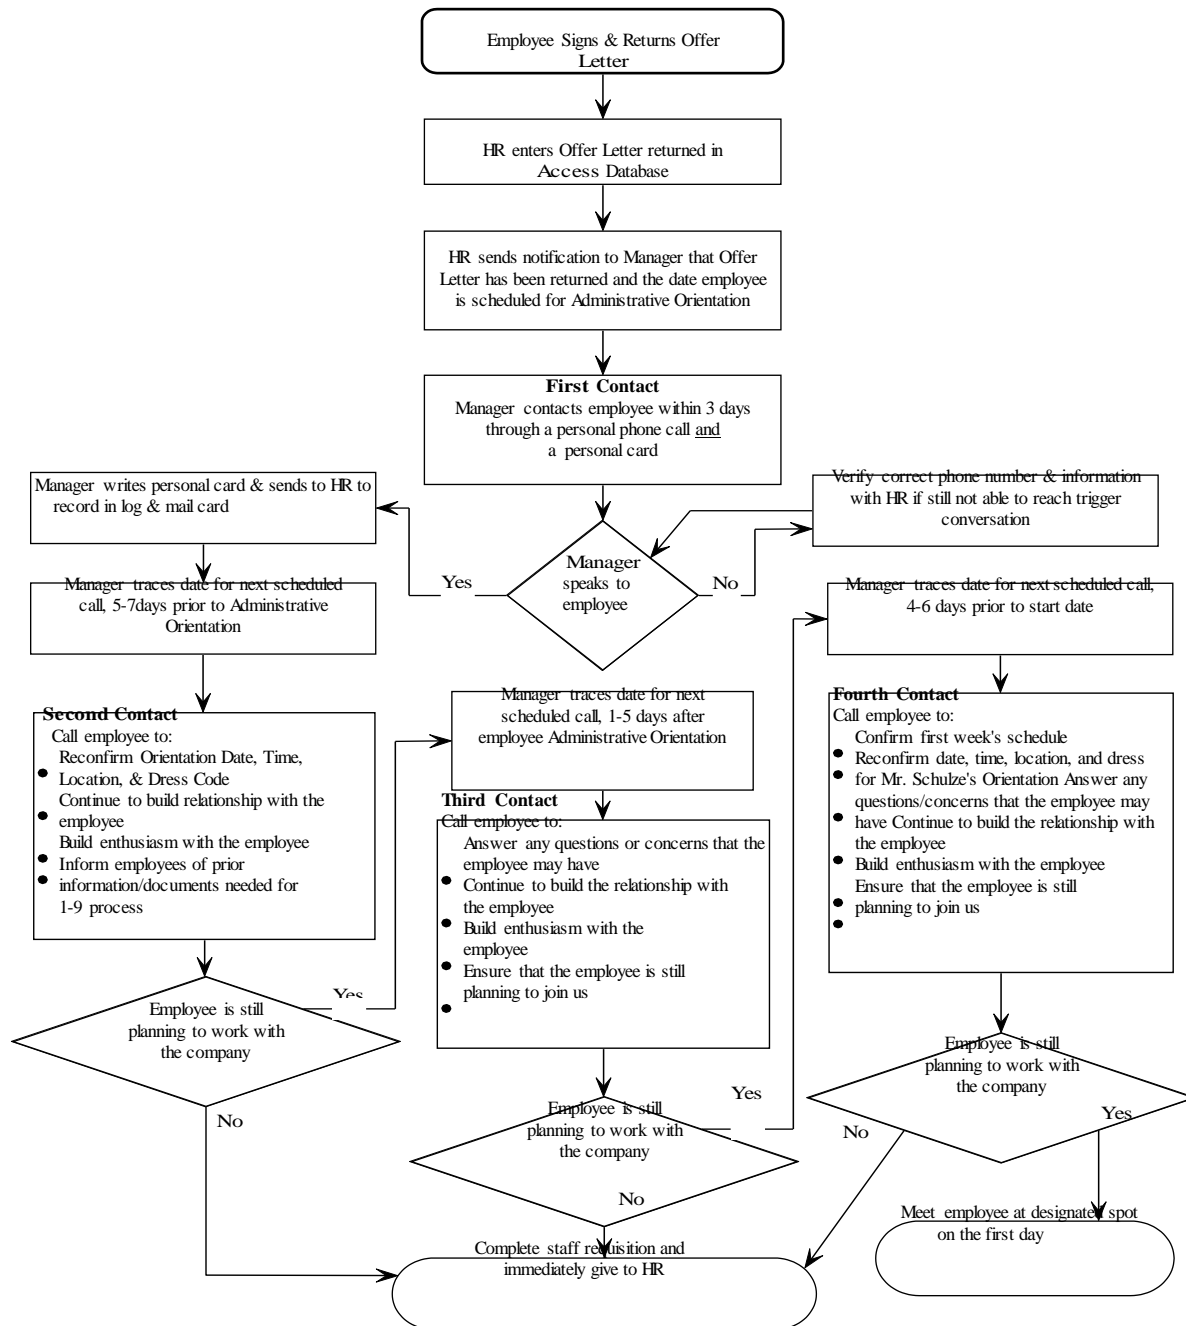 Employee Signs & Returns Offer
Letter
HR enters Offer Letter returned in
Access Database
HR sends notification to Manager that Offer
Letter has been returned and the date employee
is scheduled for Administrative Orientation
First Contact
Manager contacts employee within 3 days
through a personal phone call and
a personal card
Manager writes personal card & sends to HR to
record in log & mail card
Verify correct phone number & information
with HR if still not able to reach trigger
conversation
Manager
speaks to
employee
Yes
No
Manager traces date for next scheduled
call, 5-7days prior to Administrative
Orientation
Manager traces date for next scheduled call,
4-6 days prior to start date
Second Contact
Call employee to:
Reconfirm Orientation Date, Time,
Location, & Dress Code
Continue to build relationship with the
employee
Build enthusiasm with the employee
Inform employees of prior
information/documents needed for
1-9 process
Manager traces date for next
scheduled call, 1-5 days after
employee Administrative Orientation
Third Contact
Call employee to:
Answer any questions or concerns that the
employee may have
Continue to build the relationship with
the employee
Build enthusiasm with the
employee
Ensure that the employee is still
planning to join us
Fourth Contact
Call employee to:
Confirm first week's schedule
Reconfirm date, time, location, and dress
for Mr. Schulze's Orientation Answer any
questions/concerns that the employee may
have Continue to build the relationship with
the employee
Build enthusiasm with the employee
Ensure that the employee is still
planning to join us
Employee is still
planning to work with
the company
Yes
No
Employee is still
planning to work with
the company
Yes
No
Employee is still
planning to work with
the company
Yes
No
Complete staff requisition and
immediately give to HR
Meet employee at designated spot
on the first day